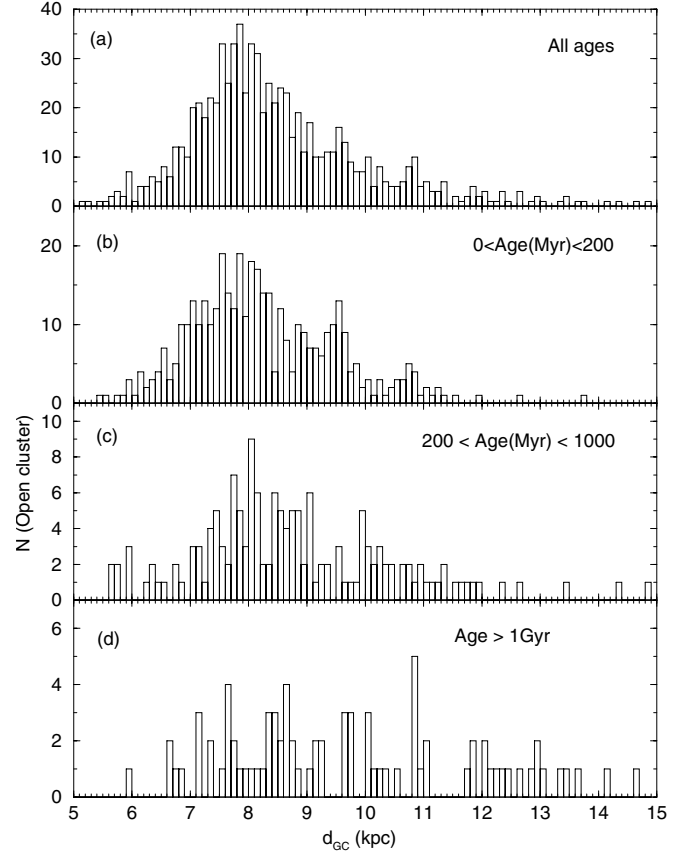 40
(a)
All ages
30
20
10
0
(b)
0<Age(Myr)<200
20
10
0
10
(c)
200 < Age(Myr) < 1000
8
6
4
2
0
6
(d)
Age > 1Gyr
4
2
0
5 6 7 8 9 10 11 12 13 14 15
d_GC (kpc)
N (Open cluster)